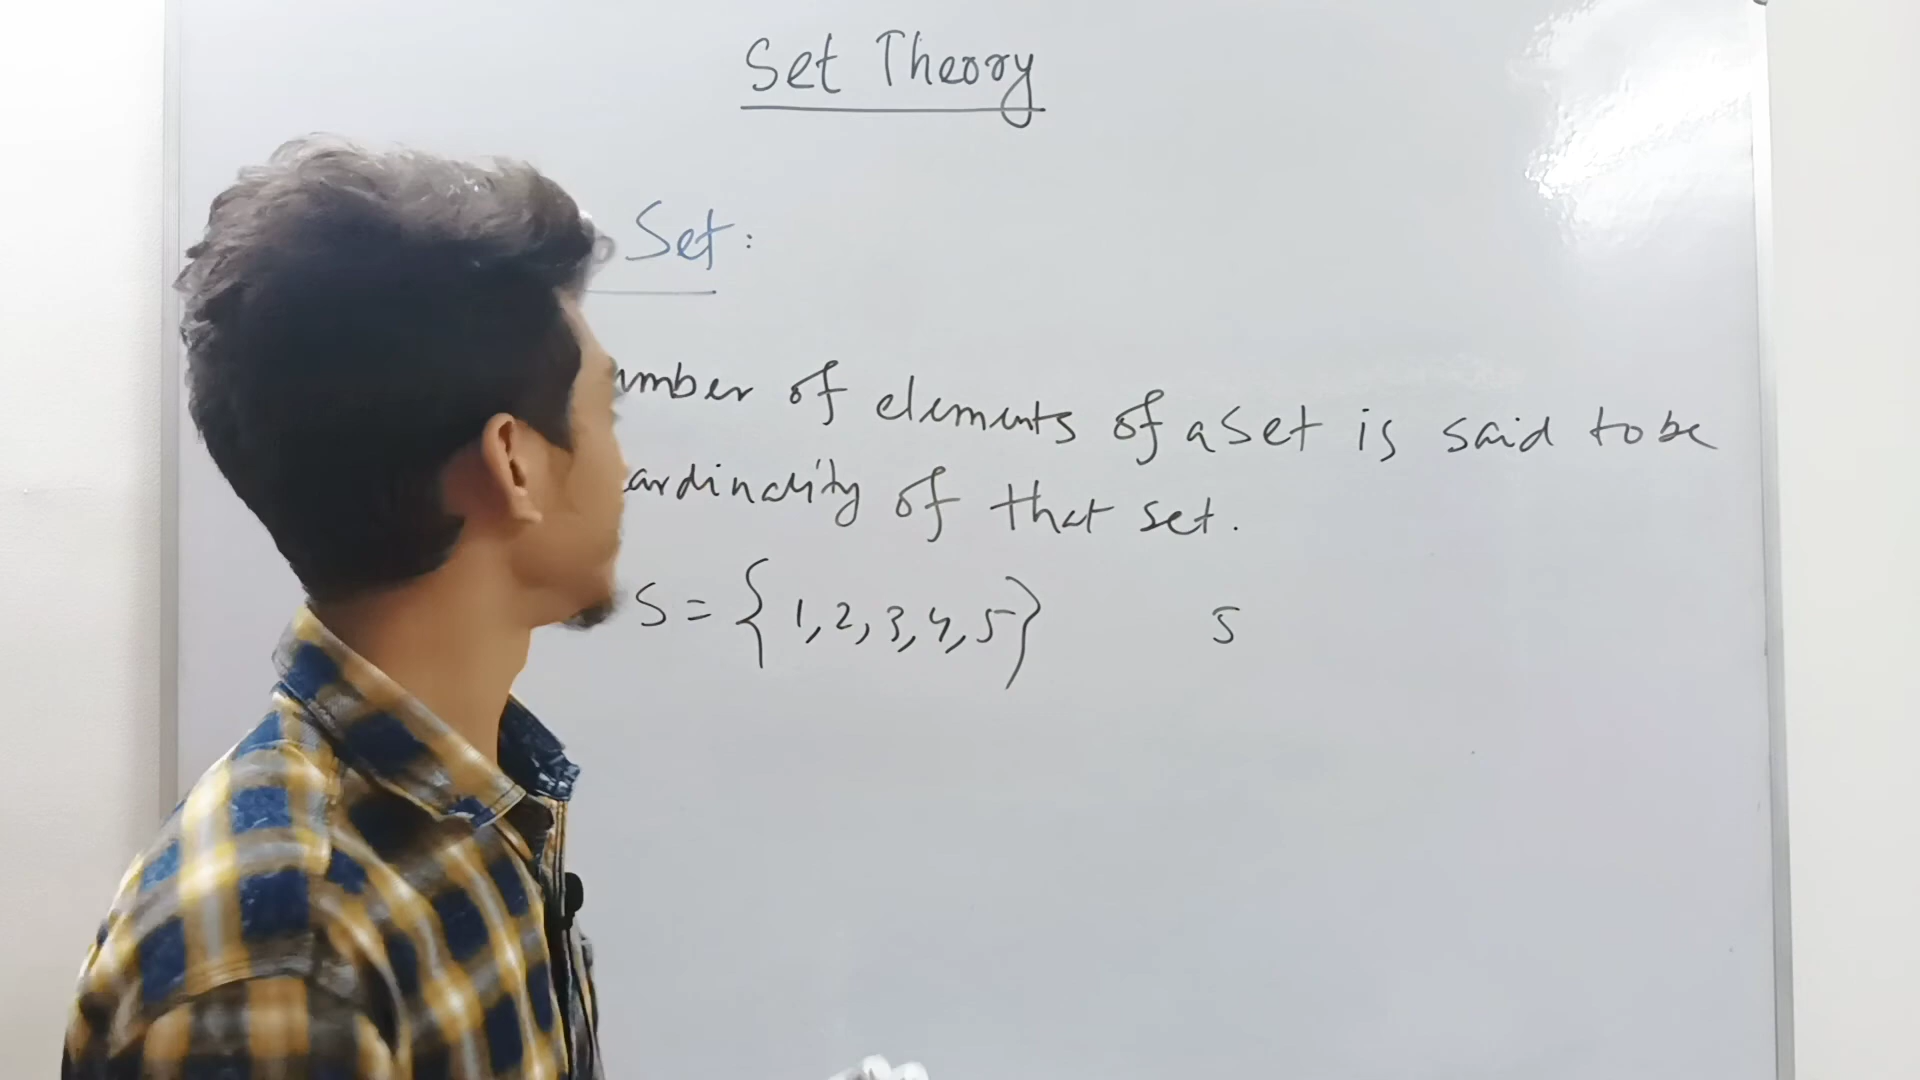 Set Theory
Set :
umber of elements of a set is said to be
ardinality of that set.
S = {1,2,3,4,5} 5